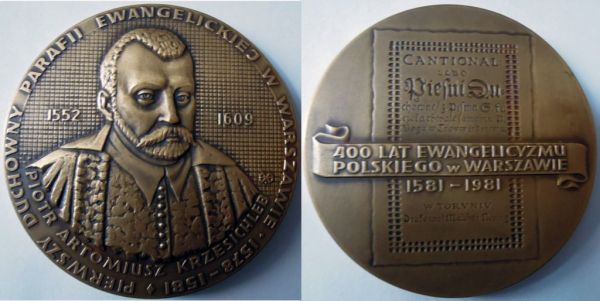 PIERWSZY DUCHOWNY PARAFII EWANGELICKIEJ W WARSZAWIE · 1578-1581
PIOTR ARTOMIUSZ KRZESICHLEB
1552 1609
CANTIONAL
Pieśni Du
400 LAT EWANGELICYZMU
POLSKIEGO W WARSZAWIE
1581-1981
W TORVNIV